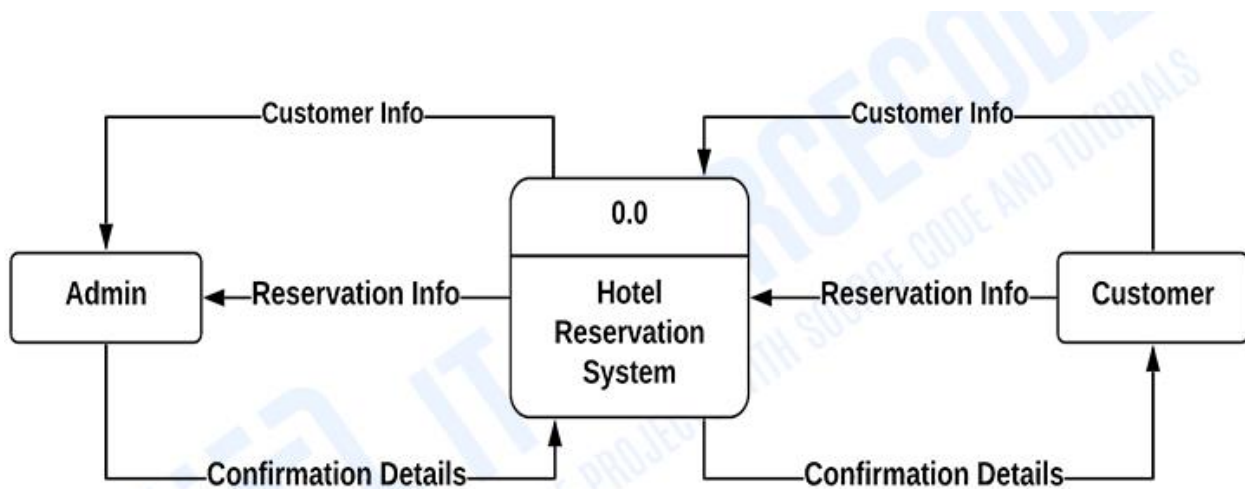 Customer Info
Customer Info
0.0
Admin
Reservation Info
Hotel
Reservation
System
Reservation Info
Customer
Confirmation Details
Confirmation Details